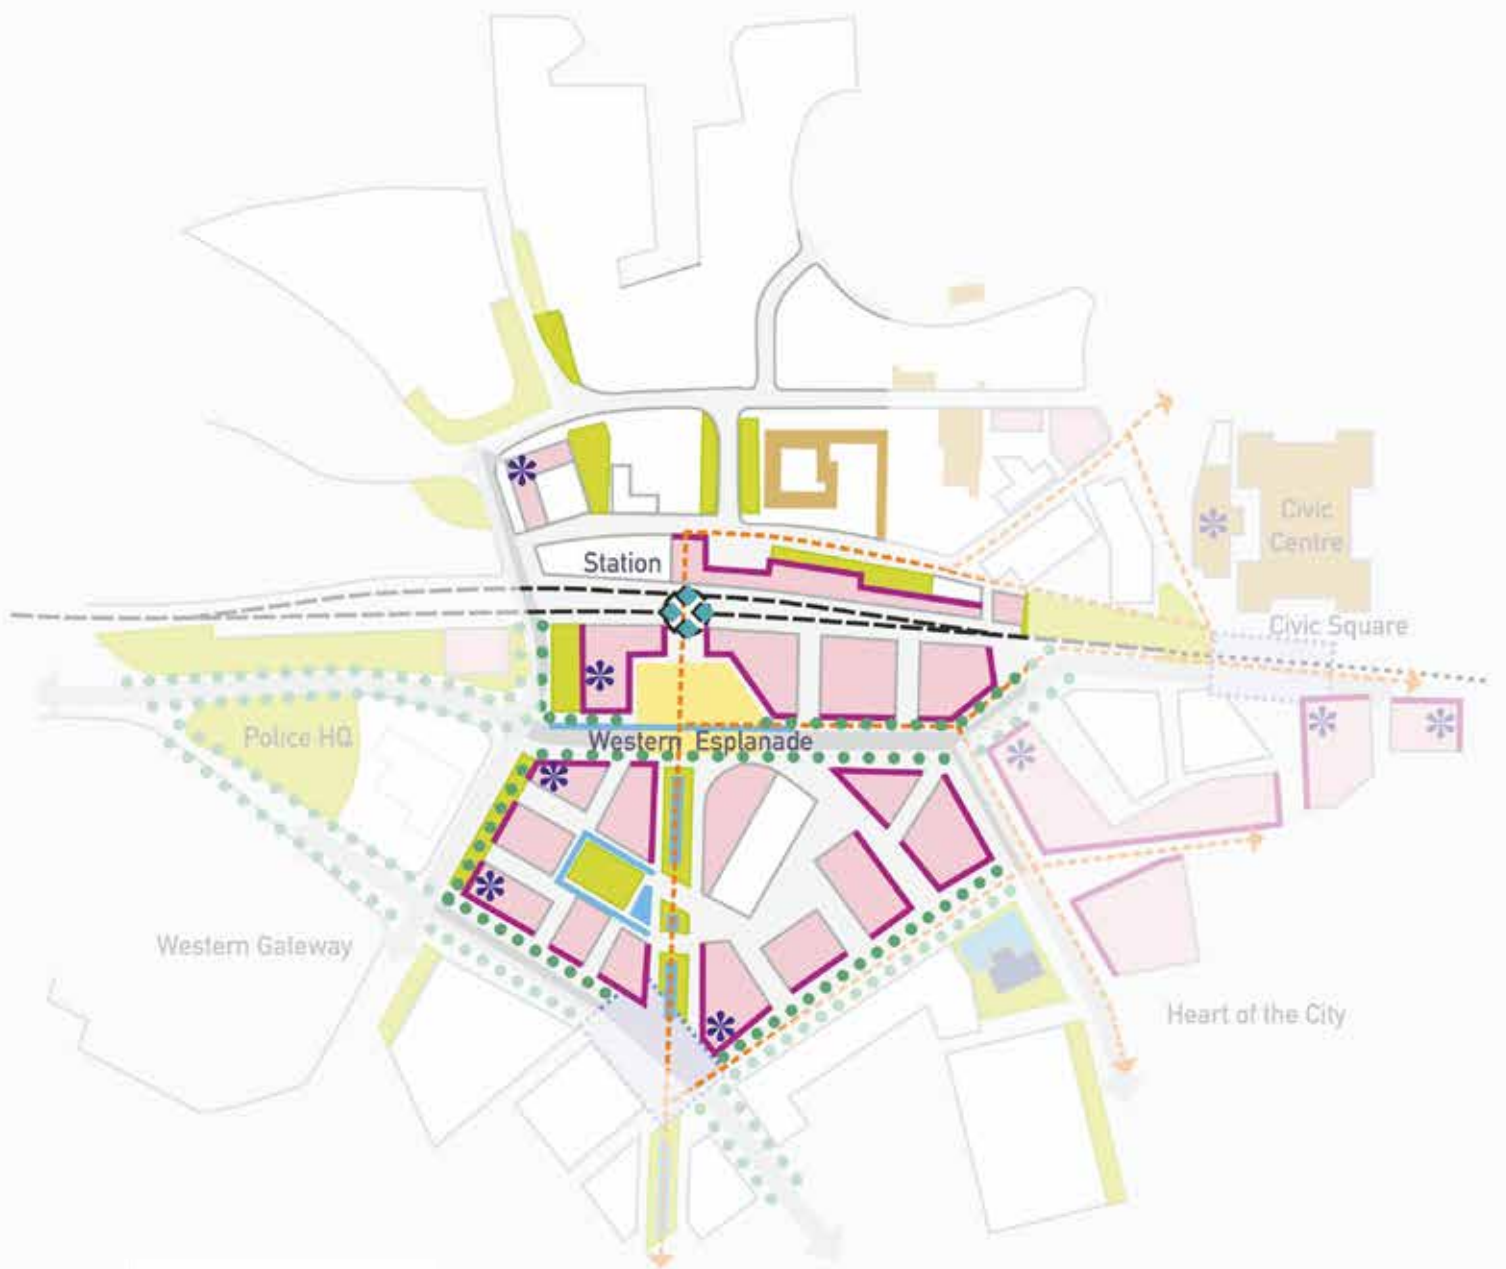 Civic
Centre
Station
Civic Square
Police HQ
Western Esplanade
Western Gateway
Heart of the City